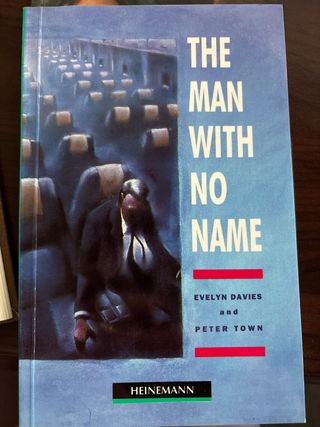 THE
MAN
WITH
NO
NAME
EVELYN DAVIES
and
PETER TOWN
HEINEMANN